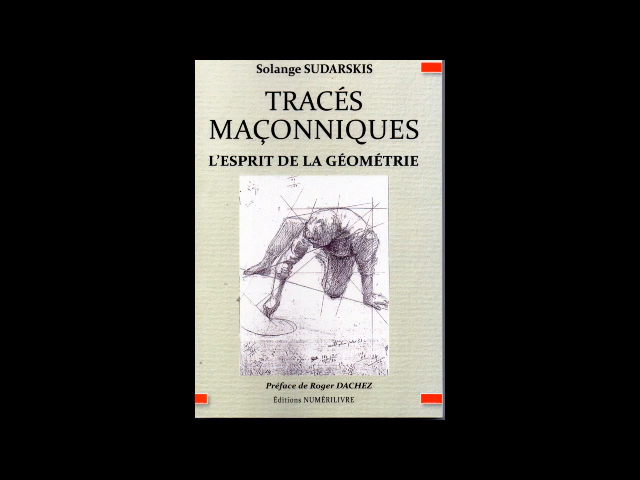 Solange SUDARSKIS
TRACÉS
MAÇONNIQUES
L'ESPRIT DE LA GÉOMÉTRIE
Préface de Roger DACHEZ
Éditions NUMÉRILIVRE